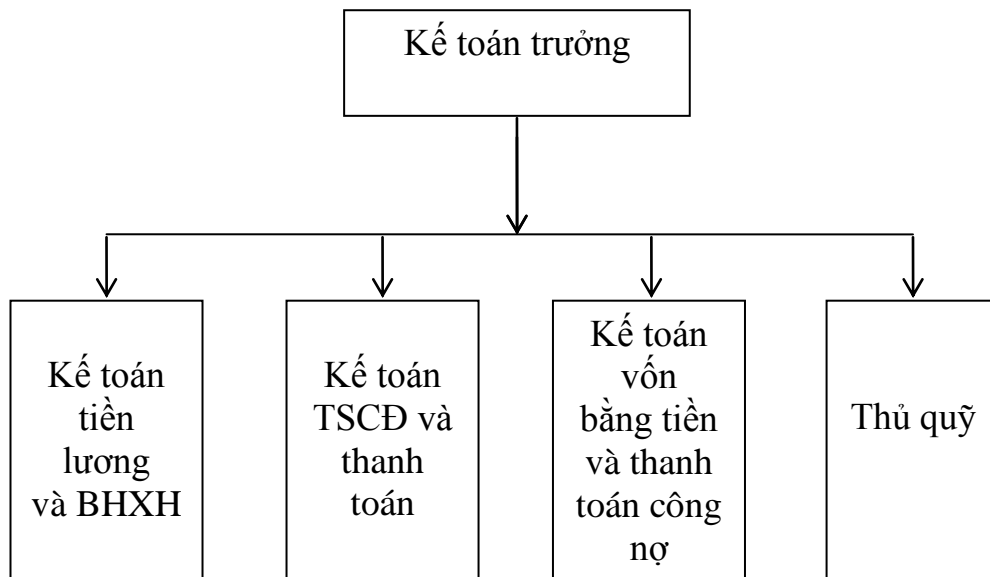 Kế toán trưởng
Kế toán
tiền
lương
và BHXH
Kế toán
TSCĐ và
thanh
toán
Kế toán
vốn
bằng tiền
và thanh
toán công
nợ
Thủ quỹ